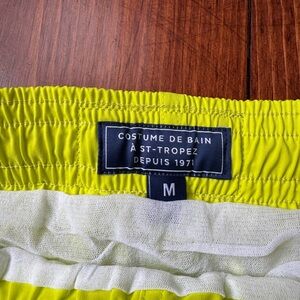 COSTUME DE BAIN
À ST-TROPEZ
DEPUIS 1971
M